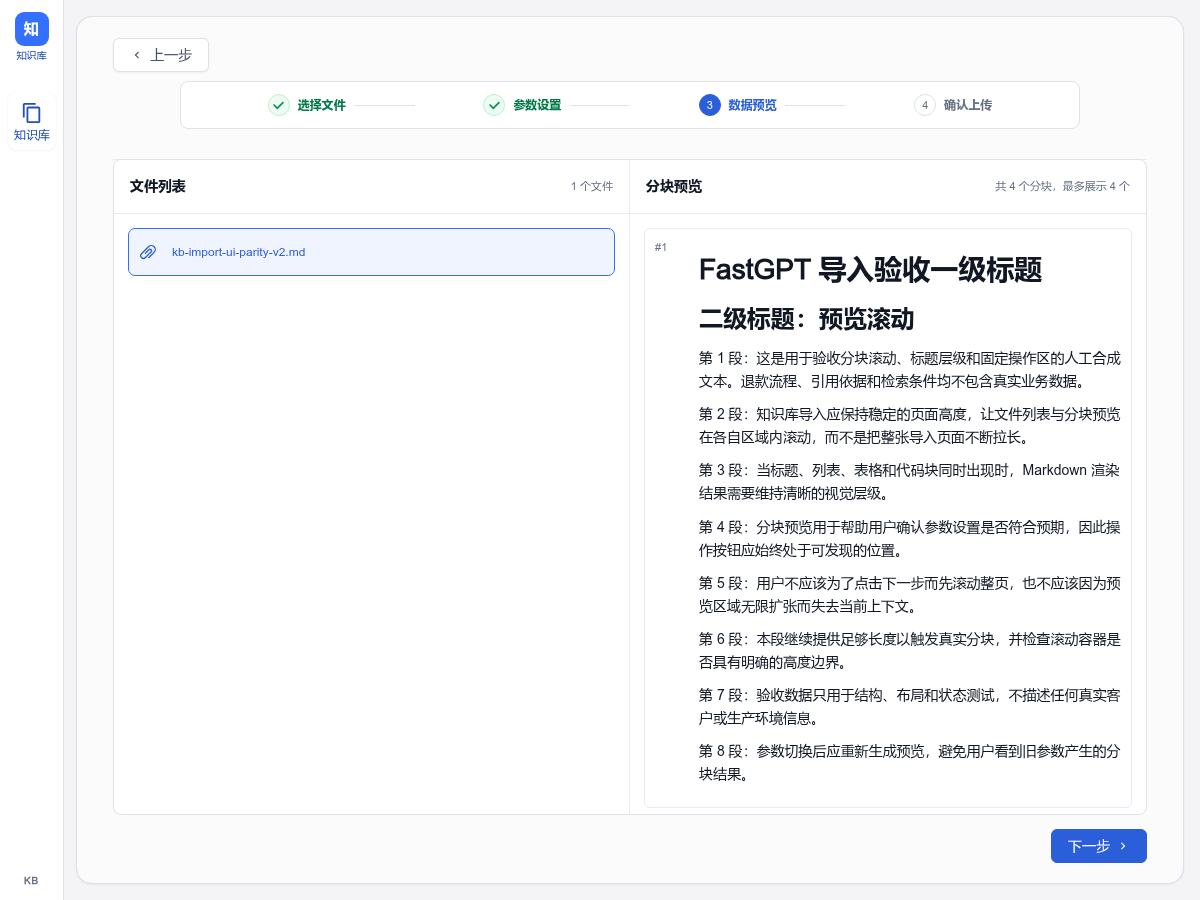 知
知识库
知识库
KB
上一步
选择文件
参数设置
3 数据预览
4 确认上传
文件列表
1 个文件
kb-import-ui-parity-v2.md
分块预览
共 4 个分块，最多展示 4 个
#1
FastGPT 导入验收一级标题
二级标题：预览滚动
第 1 段：这是用于验收分块滚动、标题层级和固定操作区的人工合成
文本。退款流程、引用依据和检索条件均不包含真实业务数据。
第 2 段：知识库导入应保持稳定的页面高度，让文件列表与分块预览
在各自区域内滚动，而不是把整张导入页面不断拉长。
第 3 段：当标题、列表、表格和代码块同时出现时，Markdown 渲染
结果需要维持清晰的视觉层级。
第 4 段：分块预览用于帮助用户确认参数设置是否符合预期，因此操
作按钮应始终处于可发现的位置。
第 5 段：用户不应该为了点击下一步而先滚动整页，也不应该因为预
览区域无限扩张而失去当前上下文。
第 6 段：本段继续提供足够长度以触发真实分块，并检查滚动容器是
否具有明确的高度边界。
第 7 段：验收数据只用于结构、布局和状态测试，不描述任何真实客
户或生产环境信息。
第 8 段：参数切换后应重新生成预览，避免用户看到旧参数产生的分
块结果。
下一步